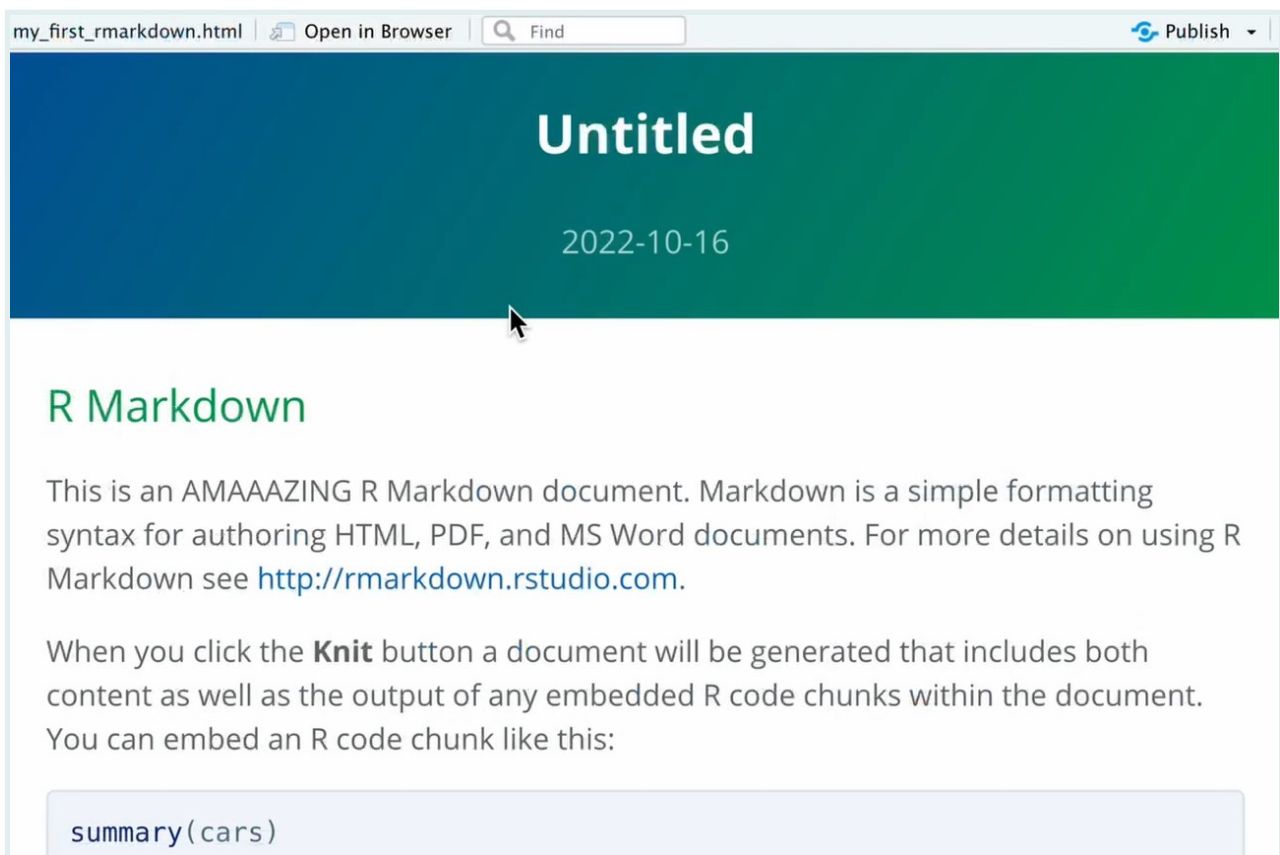 my_first_rmarkdown.html Open in Browser Find Publish
Untitled
2022-10-16
R Markdown
This is an AMAAAZING R Markdown document. Markdown is a simple formatting
syntax for authoring HTML, PDF, and MS Word documents. For more details on using R
Markdown see http://rmarkdown.rstudio.com.
When you click the Knit button a document will be generated that includes both
content as well as the output of any embedded R code chunks within the document.
You can embed an R code chunk like this:
summary(cars)